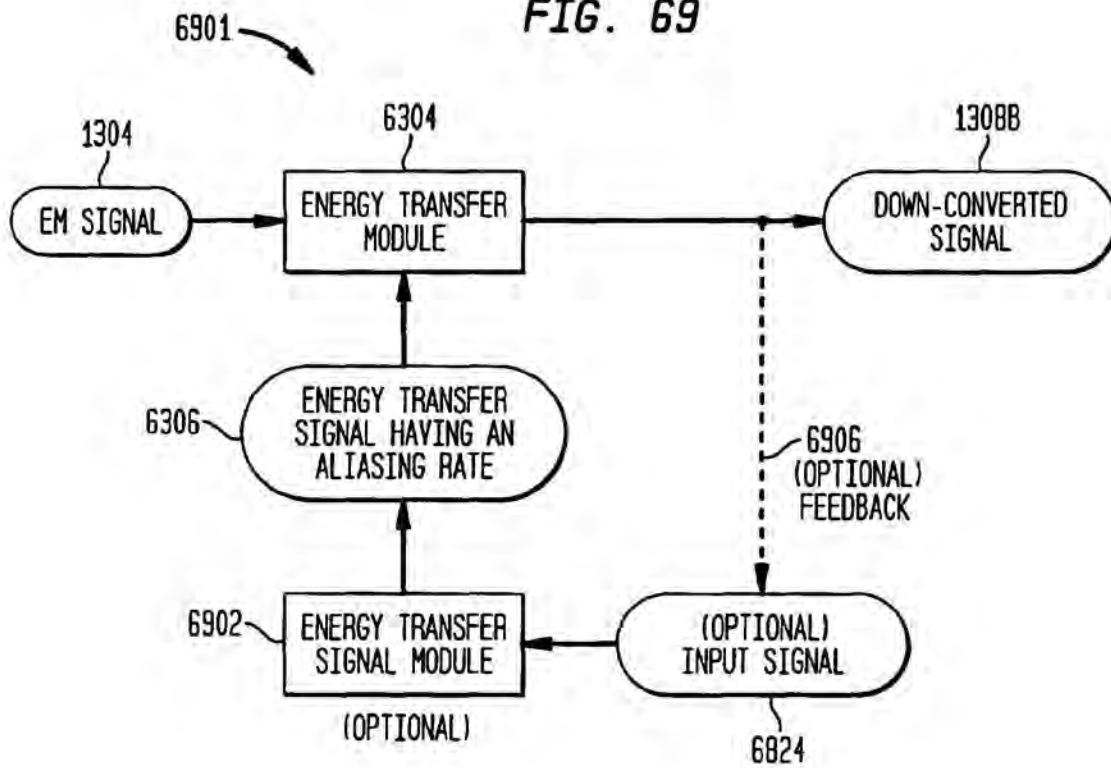 FIG. 69
6901
1304
6304
1308B
EM SIGNAL
ENERGY TRANSFER
MODULE
DOWN-CONVERTED
SIGNAL
6306
ENERGY TRANSFER
SIGNAL HAVING AN
ALIASING RATE
6906
(OPTIONAL)
FEEDBACK
6902
ENERGY TRANSFER
SIGNAL MODULE
(OPTIONAL)
(OPTIONAL)
INPUT SIGNAL
6824